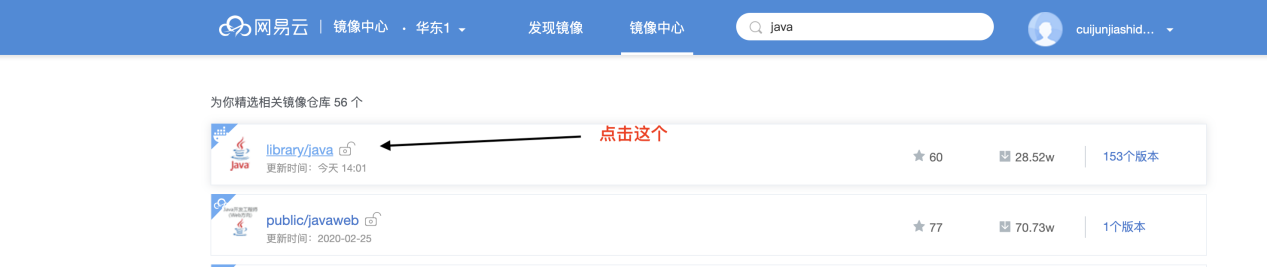 网易云 | 镜像中心 · 华东1 发现镜像 镜像中心 java cuijunjiashid...
为你精选相关镜像仓库 56 个
点击这个
library/java
更新时间：今天 14:01
60 28.52w 153个版本
Java
public/javaweb
更新时间：2020-02-25
77 70.73w 1个版本